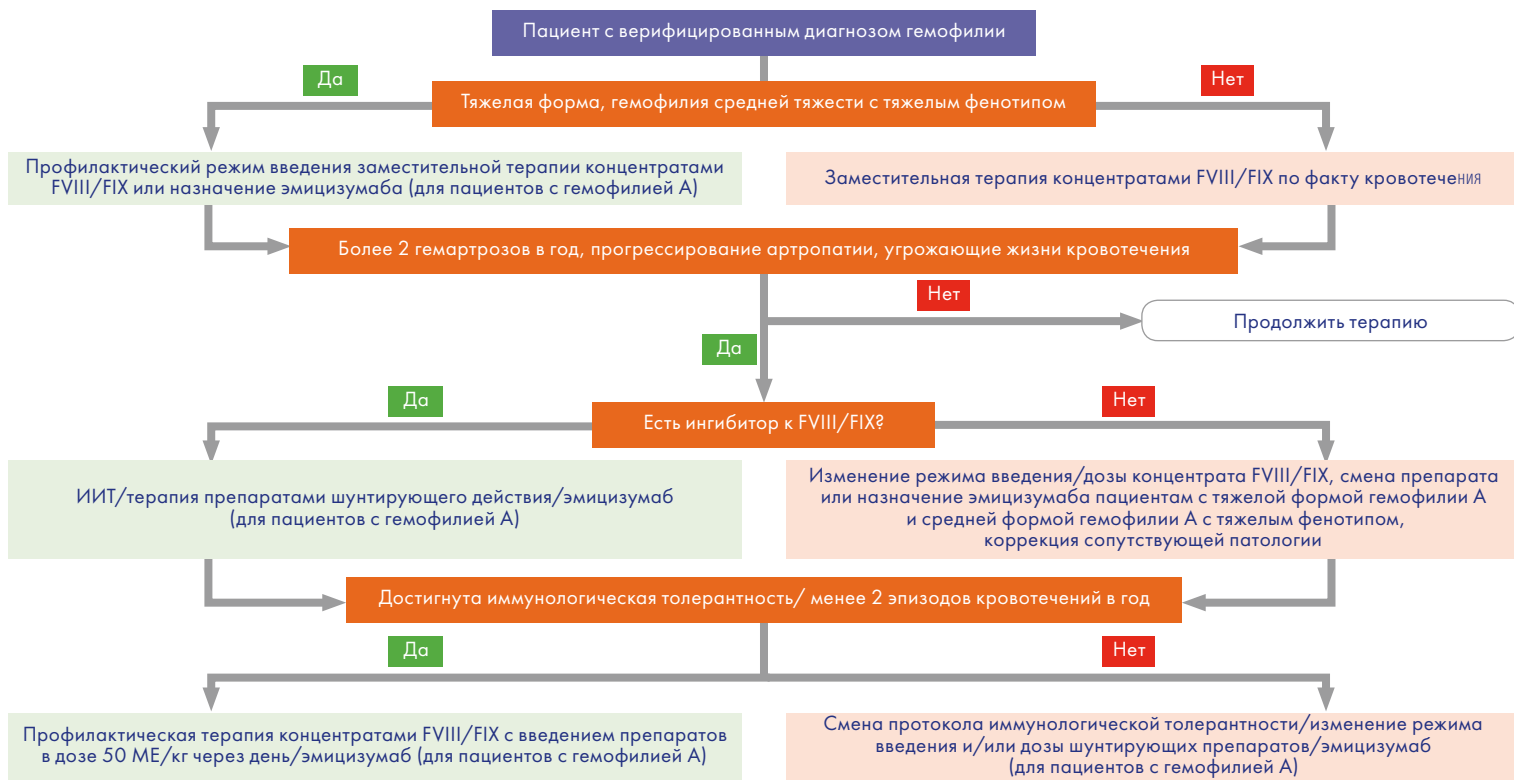 Пациент с верифицированным диагнозом гемофилии
Да
Нет
Тяжелая форма, гемофилия средней тяжести с тяжелым фенотипом
Профилактический режим введения заместительной терапии концентратами
FVIII/FIX или назначение эмицизумаба (для пациентов с гемофилией А)
Заместительная терапия концентратами FVIII/FIX по факту кровотечения
Более 2 гемартрозов в год, прогрессирование артропатии, угрожающие жизни кровотечения
Нет
Продолжить терапию
Да
Да
Нет
Есть ингибитор к FVIII/FIX?
ИИТ/терапия препаратами шунтирующего действия/эмицизумаб
(для пациентов с гемофилией А)
Изменение режима введения/дозы концентрата FVIII/FIX, смена препарата
или назначение эмицизумаба пациентам с тяжелой формой гемофилии А
и средней формой гемофилии А с тяжелым фенотипом,
коррекция сопутствующей патологии
Достигнута иммунологическая толерантность/ менее 2 эпизодов кровотечений в год
Да
Нет
Профилактическая терапия концентратами FVIII/FIX с введением препаратов
в дозе 50 МЕ/кг через день/эмицизумаб (для пациентов с гемофилией А)
Смена протокола иммунологической толерантности/изменение режима
введения и/или дозы шунтирующих препаратов/эмицизумаб
(для пациентов с гемофилией А)